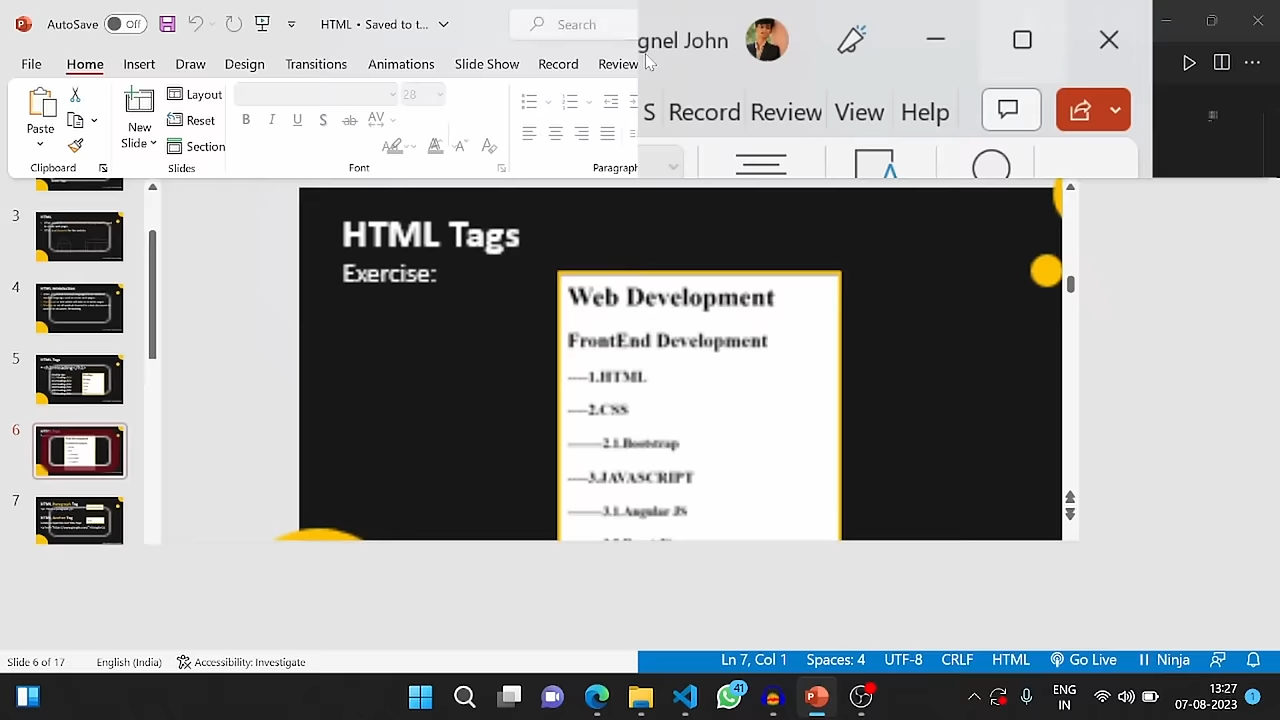 AutoSave Off HTML • Saved to t... Search gnel John
File Home Insert Draw Design Transitions Animations Slide Show Record Review S Record Review View Help
Paste New Slide Layout Reset Section 28 B I U S ab AV
Clipboard Slides Font Paragraph
3
4
5
6
7
HTML Tags
Exercise:
Web Development
FrontEnd Development
----1.HTML
----2.CSS
-------2.1.Bootstrap
----3.JAVASCRIPT
-------3.1.Angular JS
Slide 6 of 17 English (India) Accessibility: Investigate Ln 7, Col 1 Spaces: 4 UTF-8 CRLF HTML Go Live Ninja
41 ENG IN 13:27 07-08-2023 1